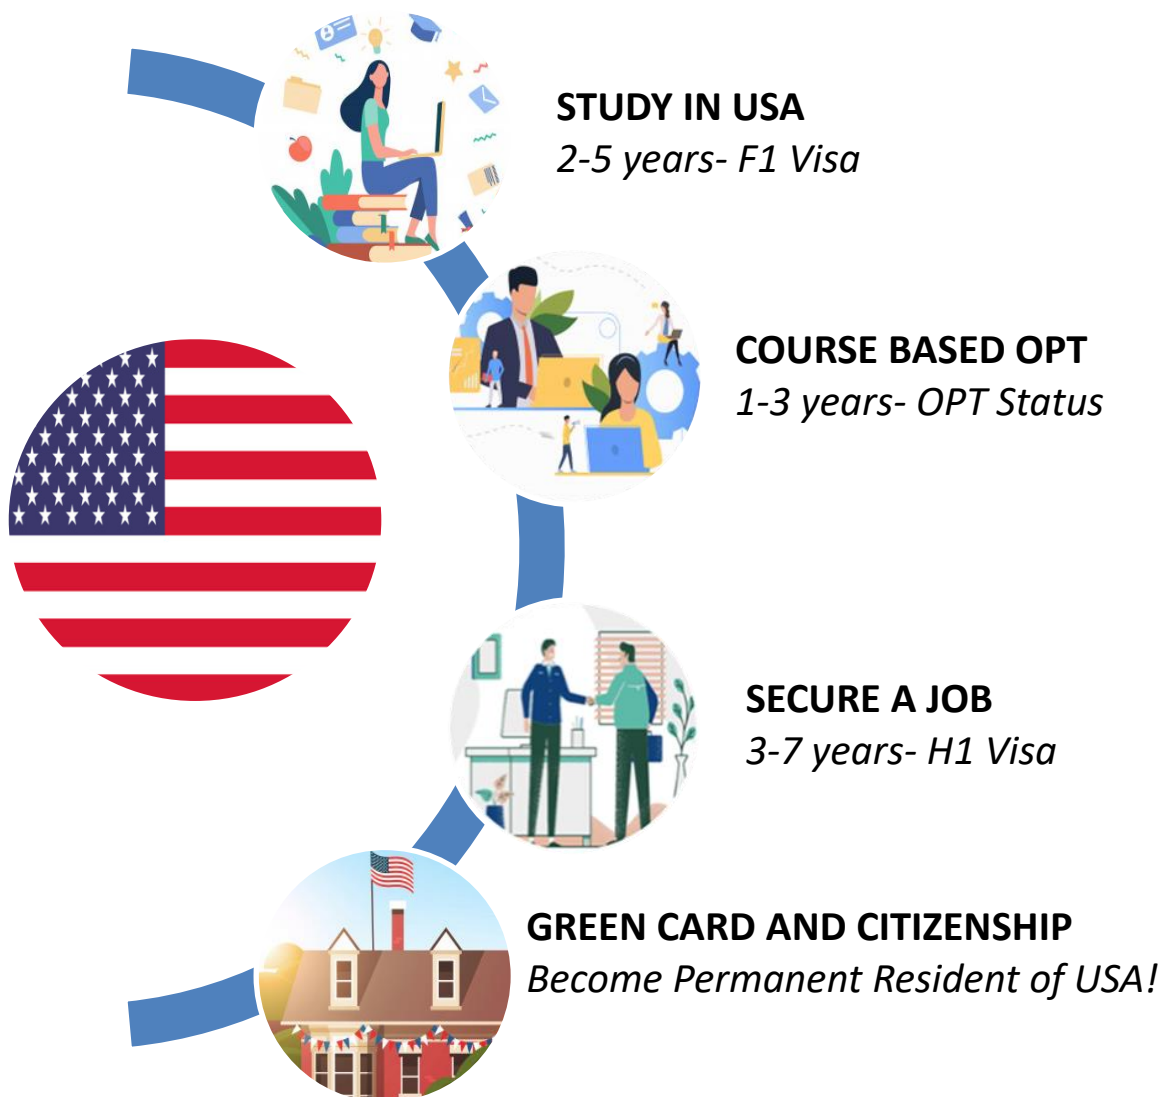 STUDY IN USA
2-5 years- F1 Visa
COURSE BASED OPT
1-3 years- OPT Status
SECURE A JOB
3-7 years- H1 Visa
GREEN CARD AND CITIZENSHIP
Become Permanent Resident of USA!